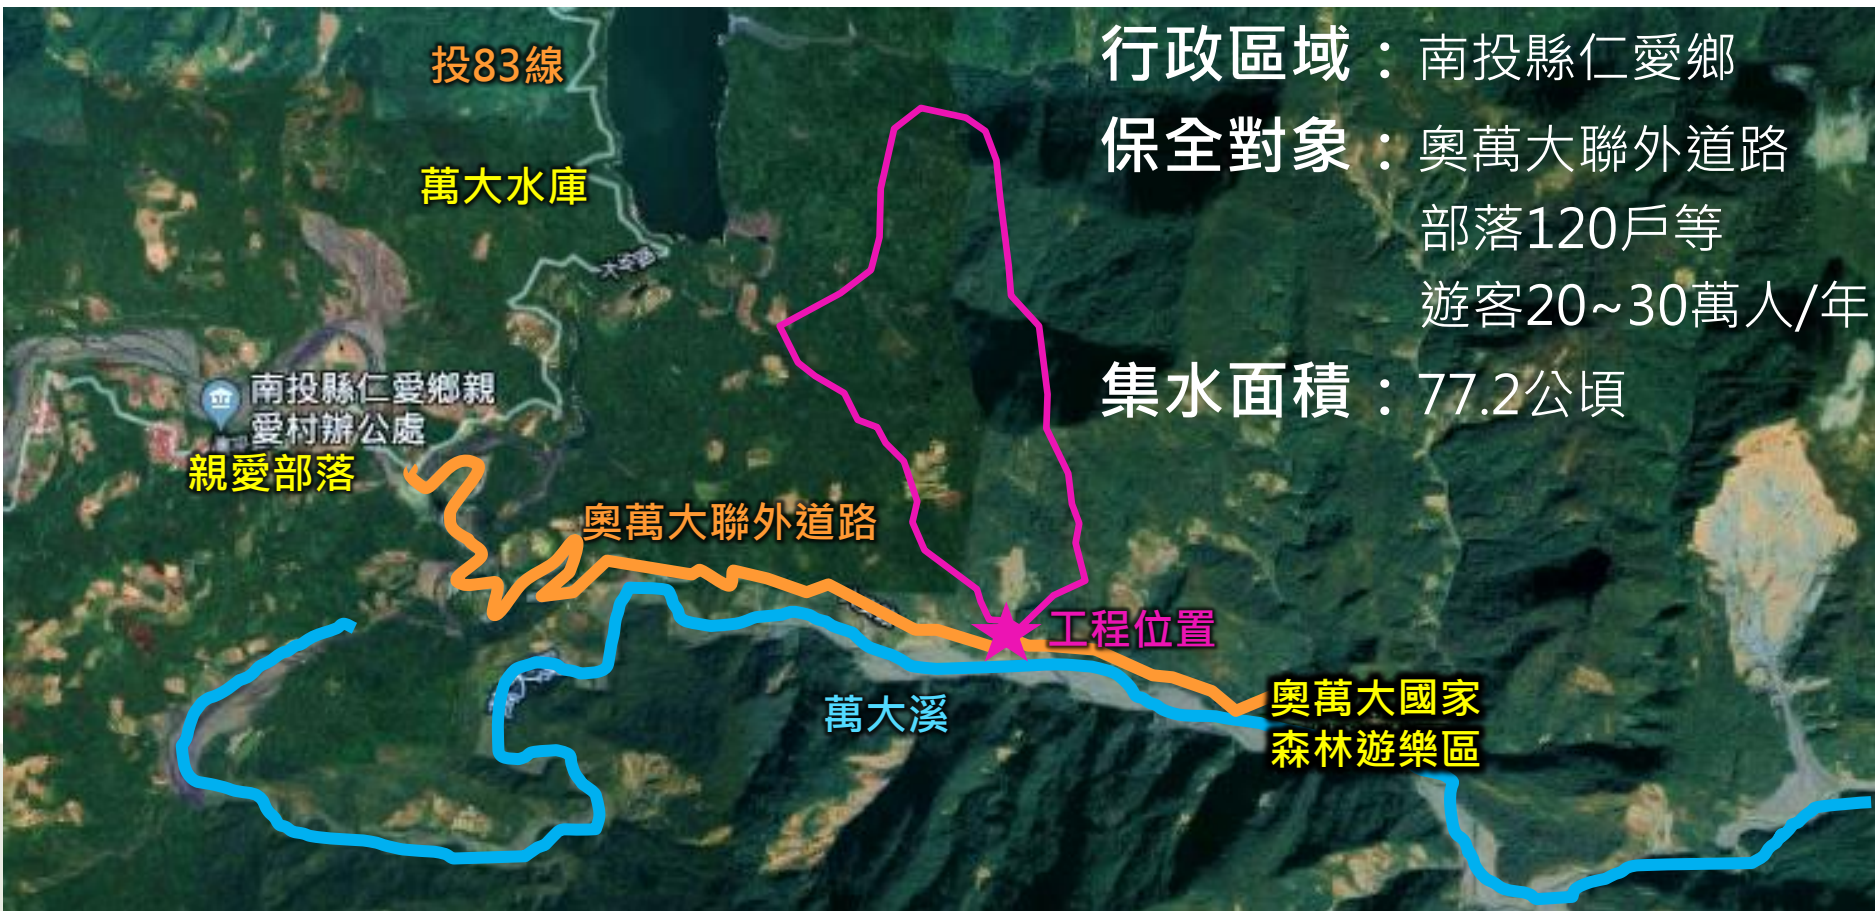 行政區域：南投縣仁愛鄉
保全對象：奧萬大聯外道路
部落120戶等
遊客20~30萬人/年
集水面積：77.2公頃
投83線
萬大水庫
南投縣仁愛鄉親
愛村辦公處
親愛部落
奧萬大聯外道路
工程位置
萬大溪
奧萬大國家
森林遊樂區